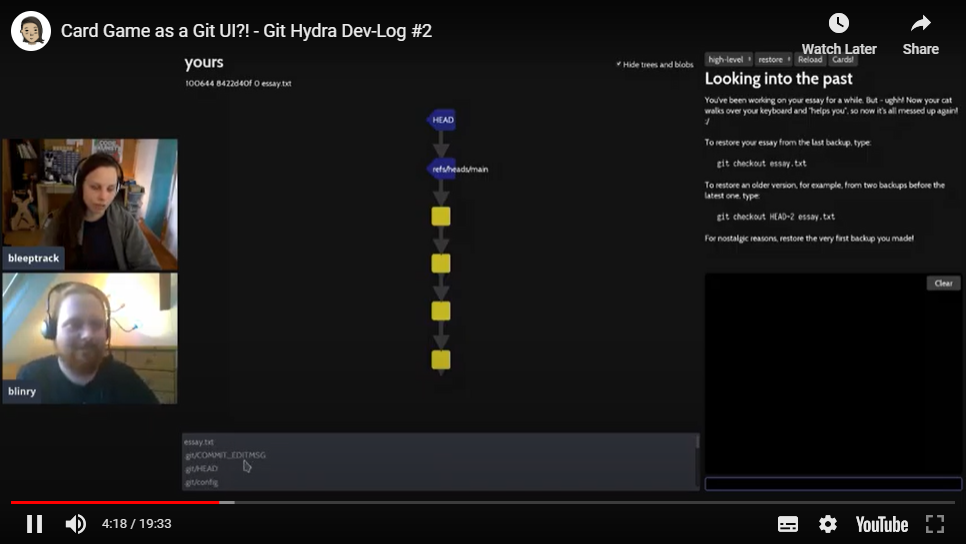 Card Game as a Git UI?! - Git Hydra Dev-Log #2
Watch Later
Share
yours
100644 8422d40f 0 essay.txt
Hide trees and blobs
HEAD
refs/heads/main
bleeptrack
blinry
essay.txt
.git/COMMIT_EDITMSG
.git/HEAD
.git/config
high-level
restore
Reload
Cards!
Looking into the past
You've been working on your essay for a while. But - ughh! Now your cat
walks over your keyboard and "helps you", so now it's all messed up again!
:/
To restore your essay from the last backup, type:
git checkout essay.txt
To restore an older version, for example, from two backups before the
latest one, type:
git checkout HEAD~2 essay.txt
For nostalgic reasons, restore the very first backup you made!
Clear
4:18 / 19:33
YouTube